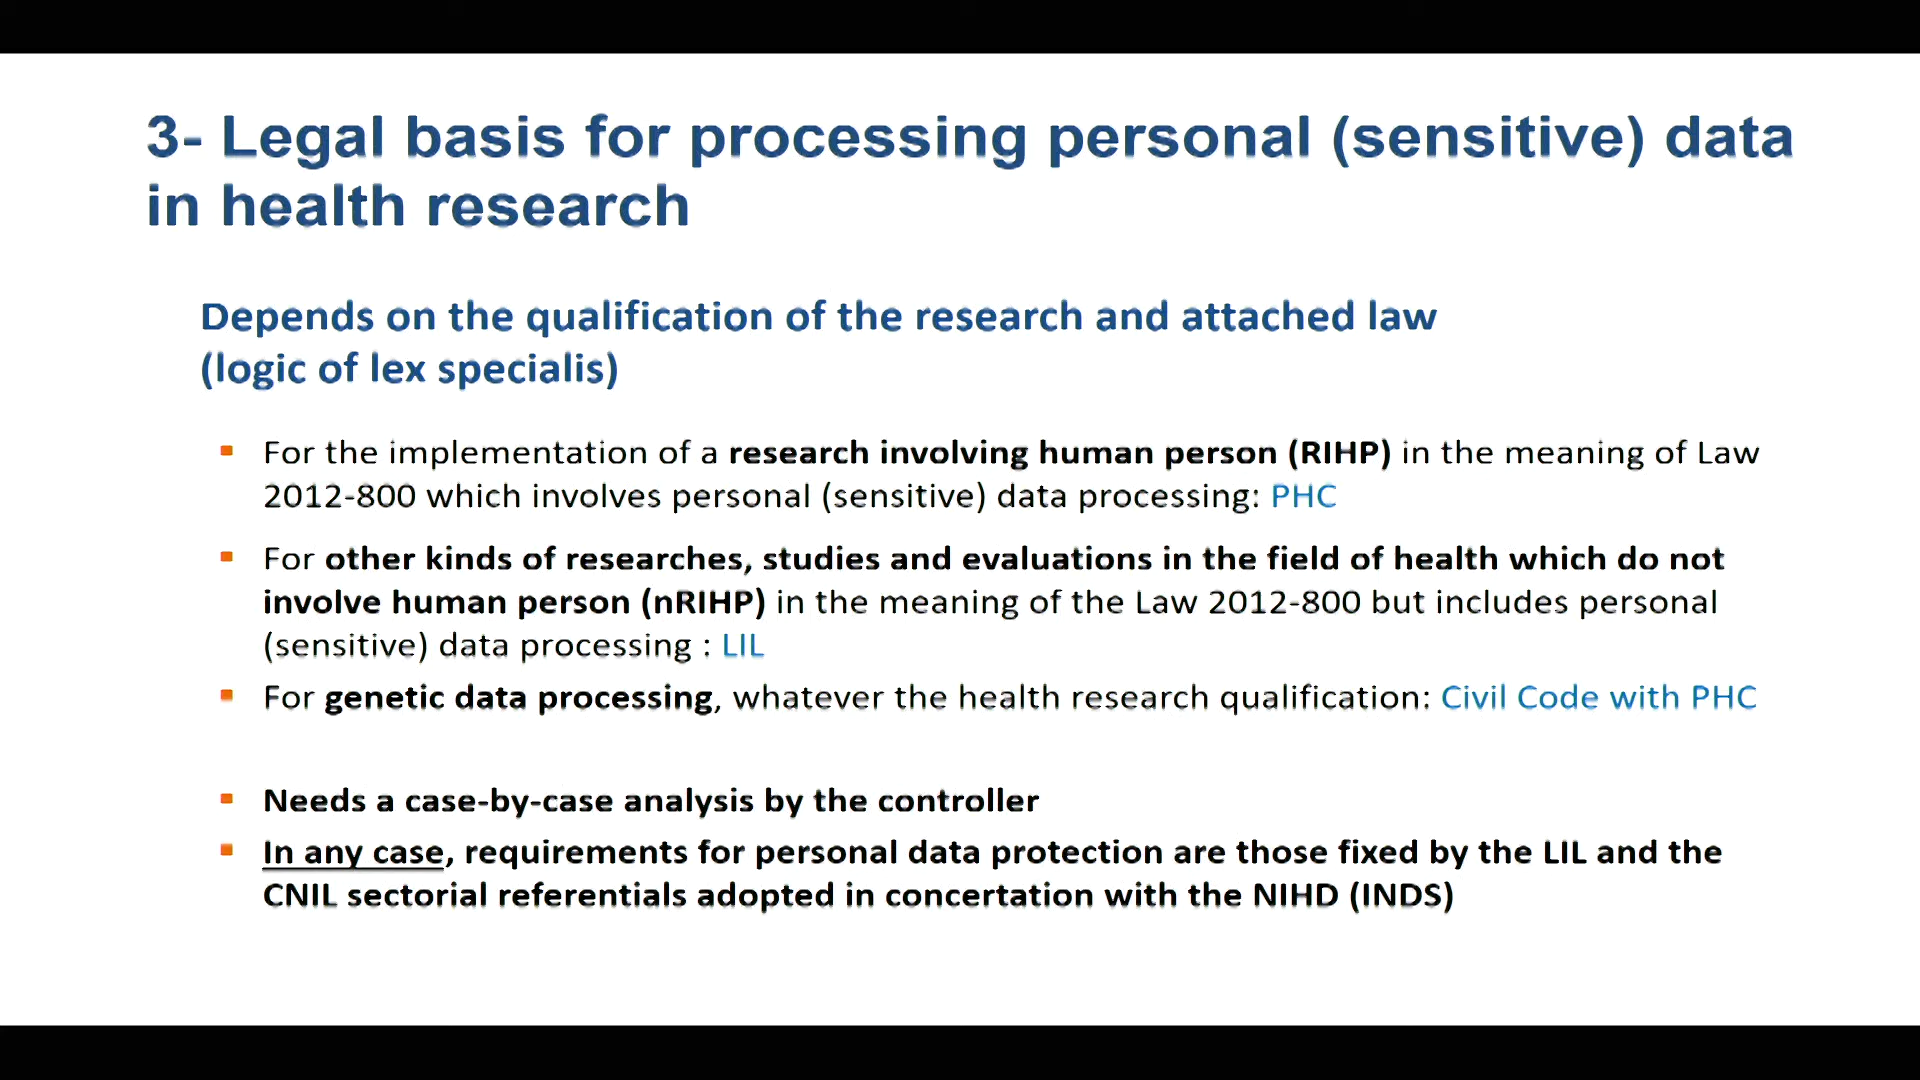 3- Legal basis for processing personal (sensitive) data
in health research
Depends on the qualification of the research and attached law
(logic of lex specialis)
▪ For the implementation of a research involving human person (RIHP) in the meaning of Law
2012-800 which involves personal (sensitive) data processing: PHC
▪ For other kinds of researches, studies and evaluations in the field of health which do not
involve human person (nRIHP) in the meaning of the Law 2012-800 but includes personal
(sensitive) data processing : LIL
▪ For genetic data processing, whatever the health research qualification: Civil Code with PHC
▪ Needs a case-by-case analysis by the controller
▪ In any case, requirements for personal data protection are those fixed by the LIL and the
CNIL sectorial referentials adopted in concertation with the NIHD (INDS)